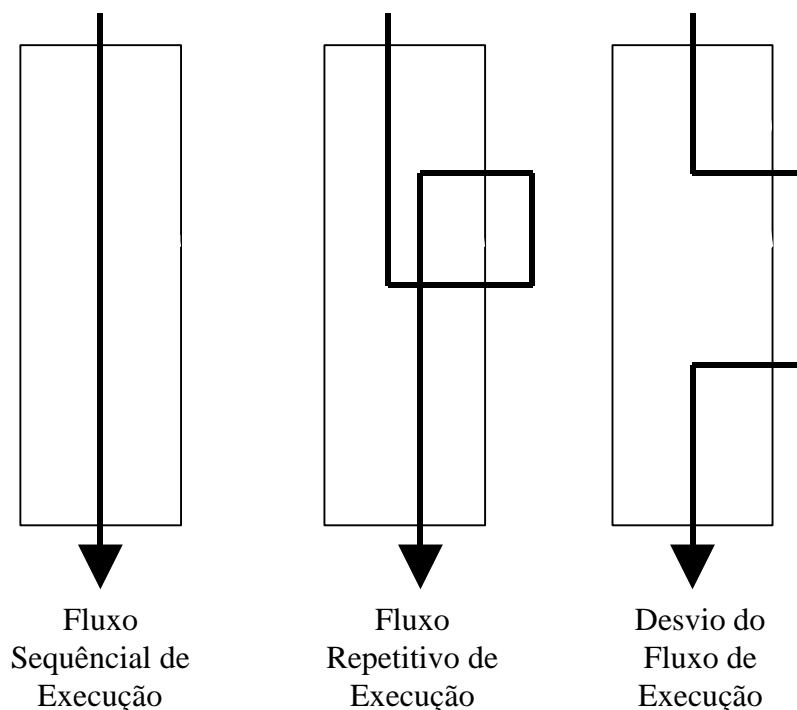 Fluxo
Sequêncial de
Execução
Fluxo
Repetitivo de
Execução
Desvio do
Fluxo de
Execução